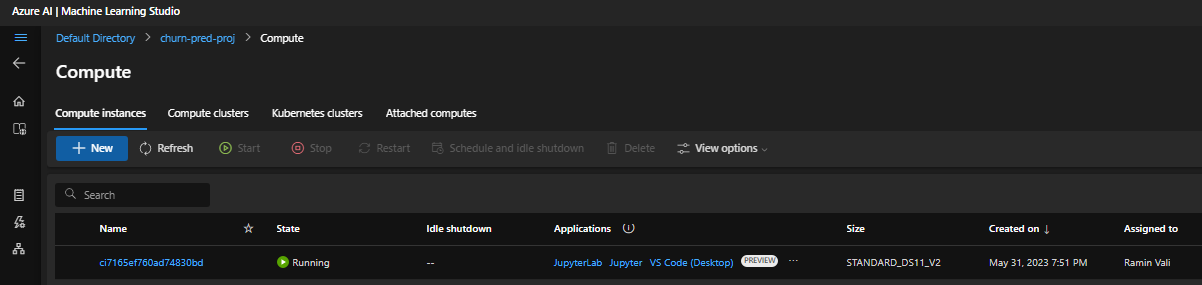 Azure AI | Machine Learning Studio
Default Directory > churn-pred-proj > Compute
Compute
Compute instances Compute clusters Kubernetes clusters Attached computes
New Refresh Start Stop Restart Schedule and idle shutdown Delete View options
Search
Name State Idle shutdown Applications Size Created on ↓ Assigned to
ci7165ef760ad74830bd Running -- JupyterLab Jupyter VS Code (Desktop) PREVIEW ... STANDARD_DS11_V2 May 31, 2023 7:51 PM Ramin Vali